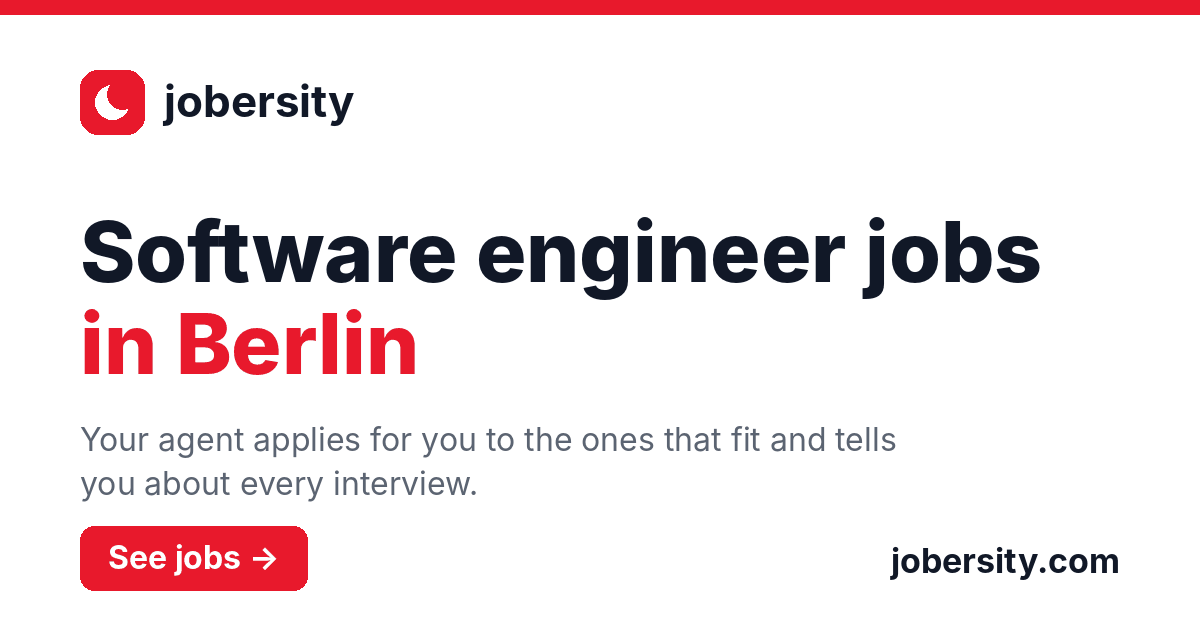 jobersity
Software engineer jobs
in Berlin
Your agent applies for you to the ones that fit and tells
you about every interview.
See jobs →
jobersity.com